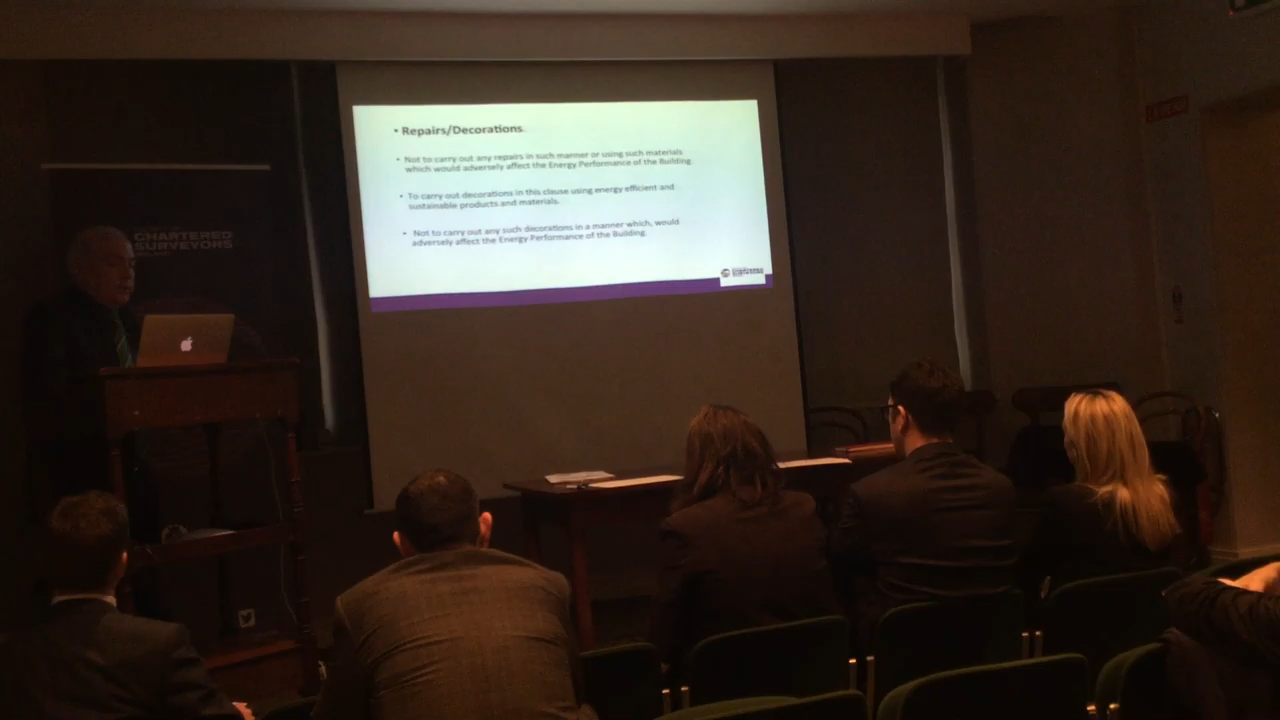 • Repairs/Decorations
• Not to carry out any repairs in such manner or using such materials
which would adversely affect the Energy Performance of the Building.
• To carry out decorations in this clause using energy efficient and
sustainable products and materials.
• Not to carry out any such decorations in a manner which, would
adversely affect the Energy Performance of the Building.
CHARTERED
SURVEYORS